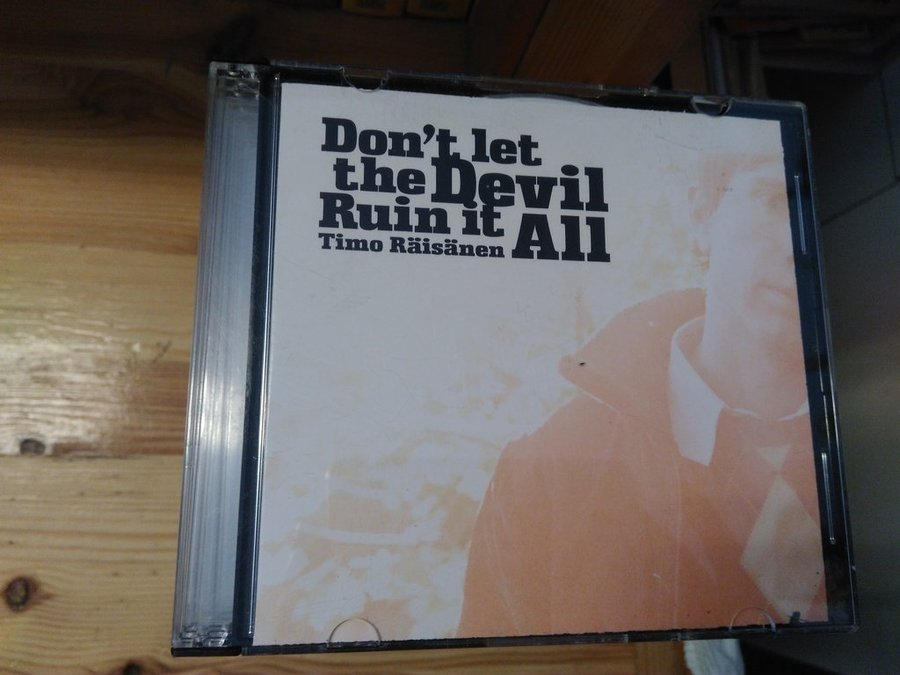 Don't let
the Devil
Ruin it All
Timo Räisänen